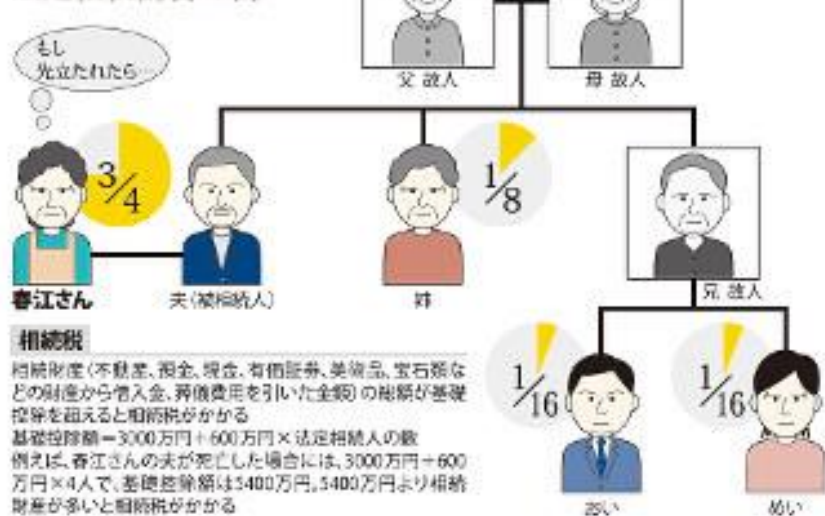 もし
先立たれたら…
父 故人
母 故人
3/4
1/8
春江さん
夫(被相続人)
姉
兄 故人
相続税
相続財産(不動産、預金、現金、有価証券、美術品、宝石類な
どの財産から借入金、葬儀費用を引いた金額)の総額が基礎
控除を超えると相続税がかかる
基礎控除額=3000万円+600万円×法定相続人の数
例えば、春江さんの夫が死亡した場合には、3000万円+600
万円×4人で、基礎控除額は5400万円。5400万円より相続
財産が多いと相続税がかかる
1/16
1/16
おい
めい